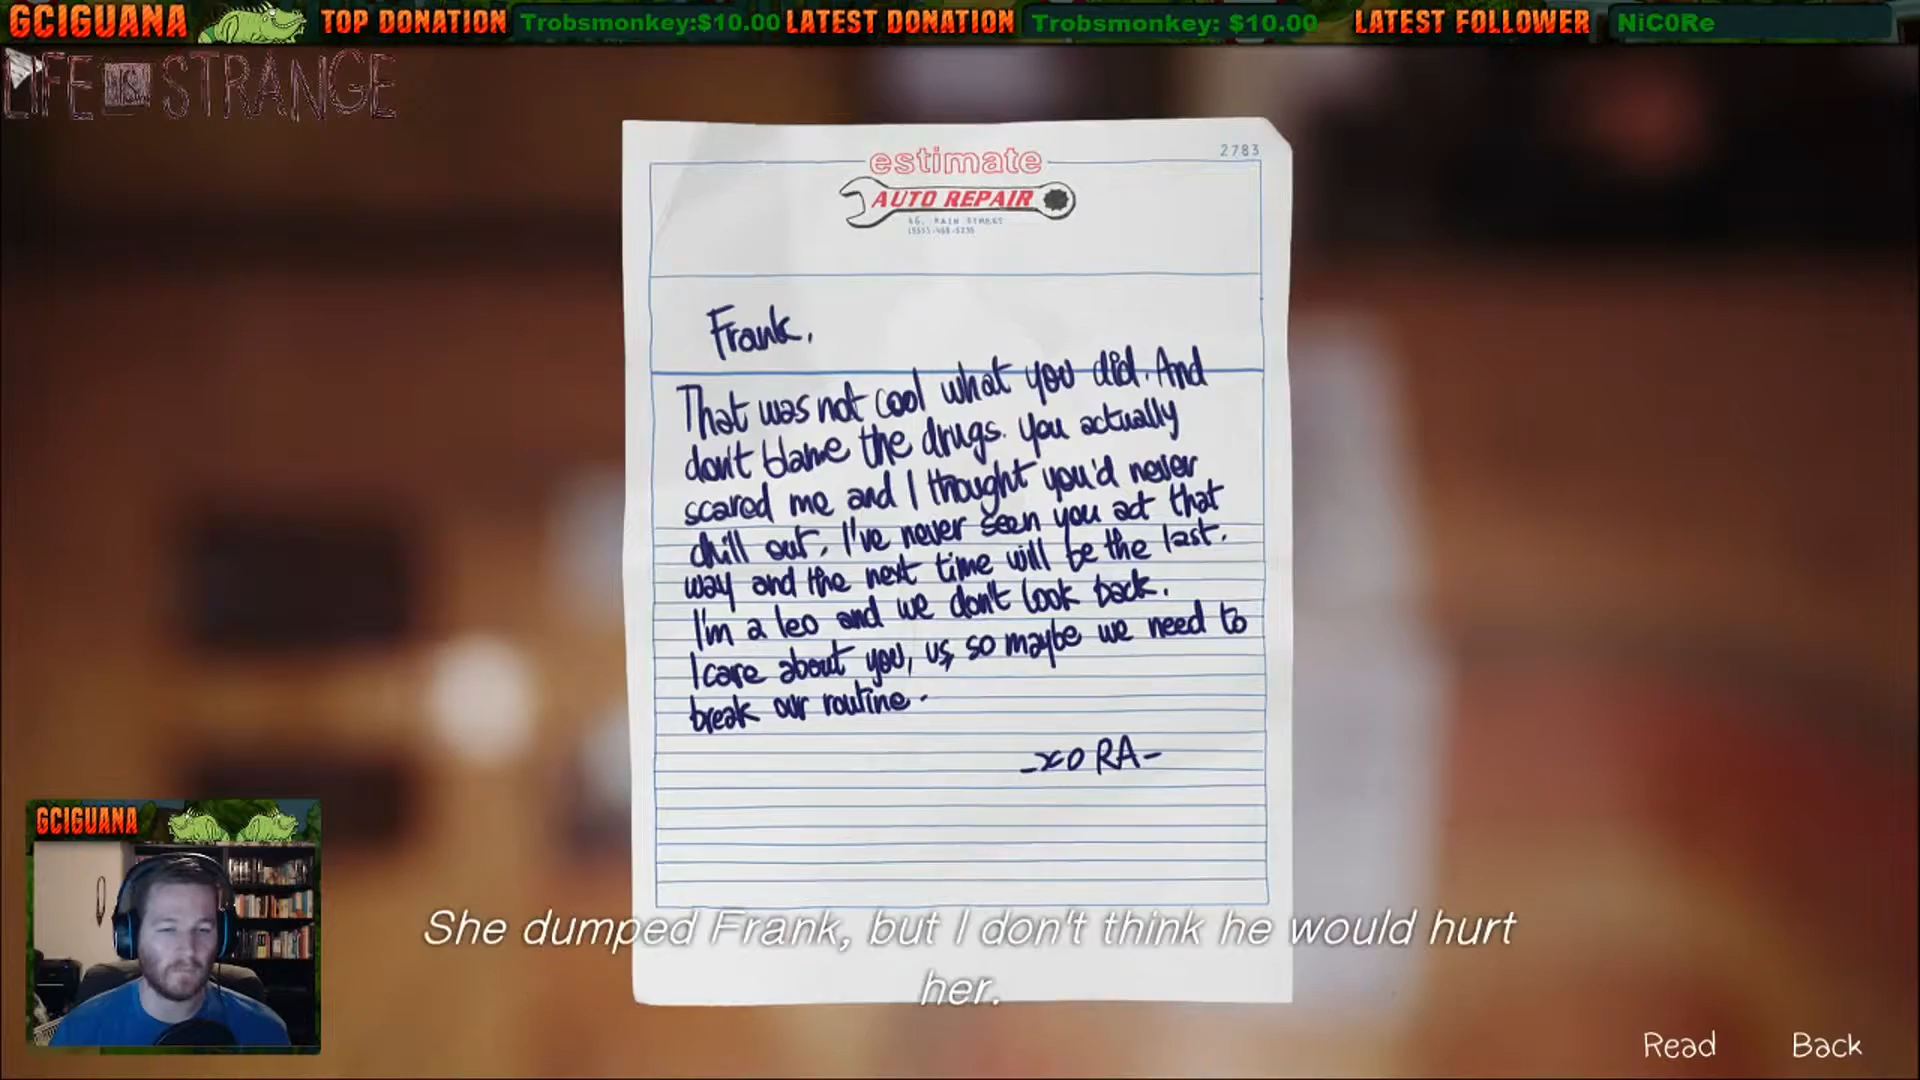 GCIGUANA TOP DONATION Trobsmonkey:$10.00 LATEST DONATION Trobsmonkey: $10.00 LATEST FOLLOWER NiC0Re
LIFE IS STRANGE
2783
estimate
AUTO REPAIR
Frank,
That was not cool what you did. And
don't blame the drugs. You actually
scared me and I thought you'd never
chill out. I've never seen you act that
way and the next time will be the last.
I'm a leo and we don't look back.
I care about you, us, so maybe we need to
break our routine.
-xo RA-
GCIGUANA
She dumped Frank, but I don't think he would hurt
her.
Read Back